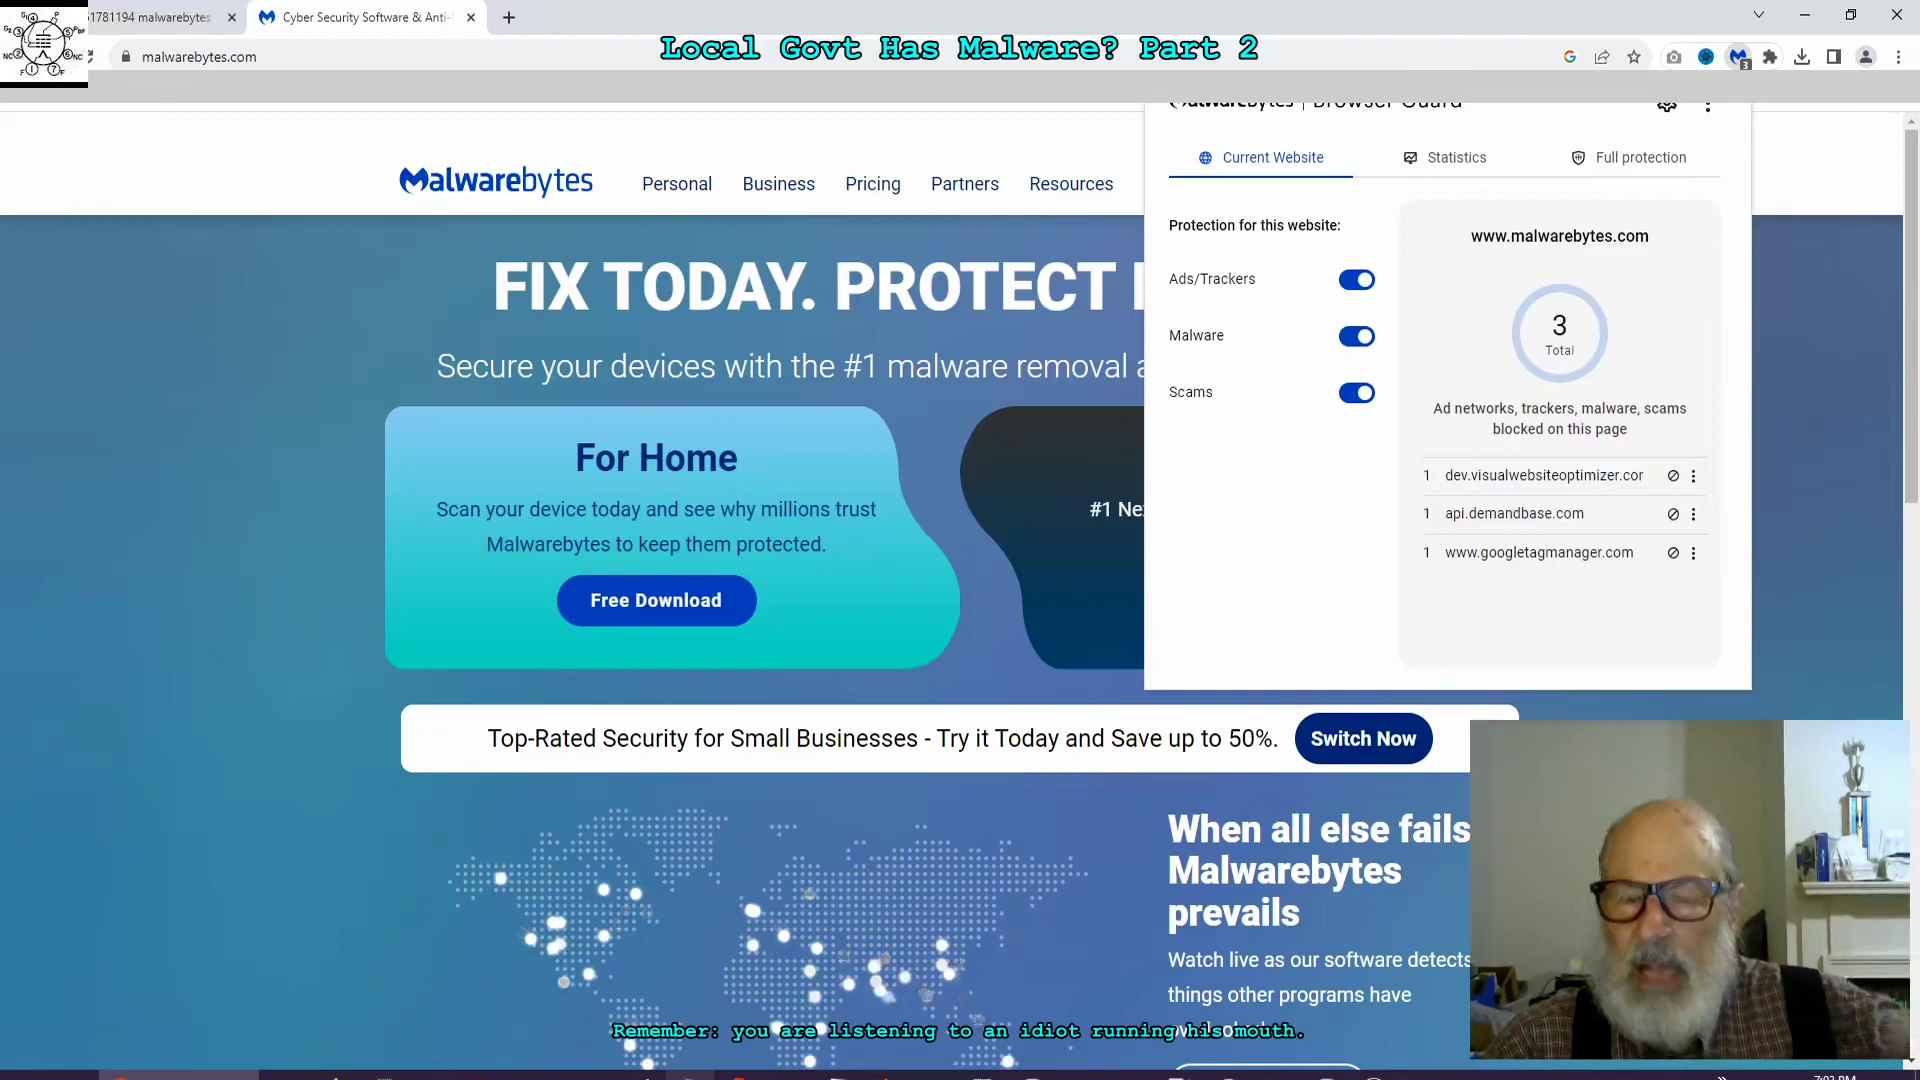 51781194 malwarebytes
Cyber Security Software & Anti-
malwarebytes.com
Local Govt Has Malware? Part 2
3
Malwarebytes | Browser Guard
Current Website
Statistics
Full protection
Malwarebytes
Personal
Business
Pricing
Partners
Resources
Protection for this website:
www.malwarebytes.com
Ads/Trackers
Malware
Scams
3
Total
Ad networks, trackers, malware, scams
blocked on this page
1 dev.visualwebsiteoptimizer.cor
1 api.demandbase.com
1 www.googletagmanager.com
FIX TODAY. PROTECT
Secure your devices with the #1 malware removal a
For Home
Scan your device today and see why millions trust
Malwarebytes to keep them protected.
Free Download
#1 Ne
Top-Rated Security for Small Businesses - Try it Today and Save up to 50%.
Switch Now
When all else fails
Malwarebytes
prevails
Watch live as our software detects
things other programs have
Remember: you are listening to an idiot running his mouth.